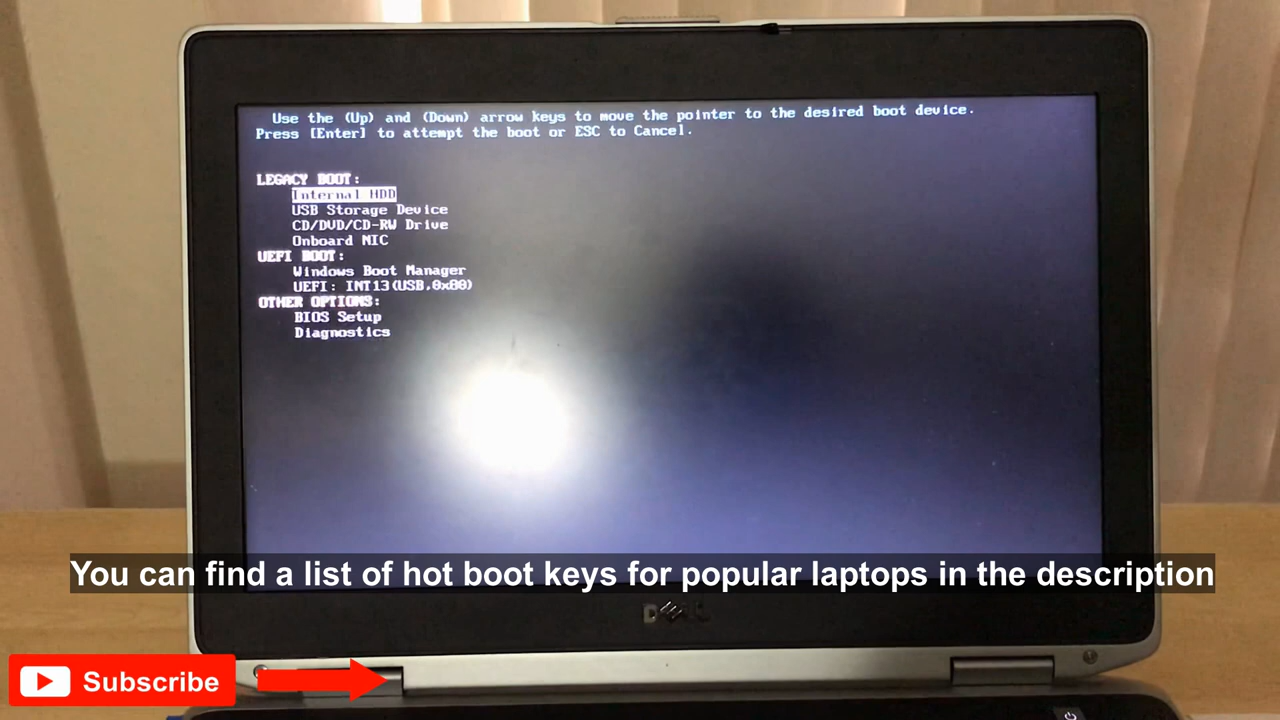 Use the (Up) and (Down) arrow keys to move the pointer to the desired boot device.
Press [Enter] to attempt the boot or ESC to Cancel.
LEGACY BOOT:
Internal HDD
USB Storage Device
CD/DVD/CD-RW Drive
Onboard NIC
UEFI BOOT:
Windows Boot Manager
UEFI: INT13(USB,0x80)
OTHER OPTIONS:
BIOS Setup
Diagnostics
You can find a list of hot boot keys for popular laptops in the description
DELL
Subscribe